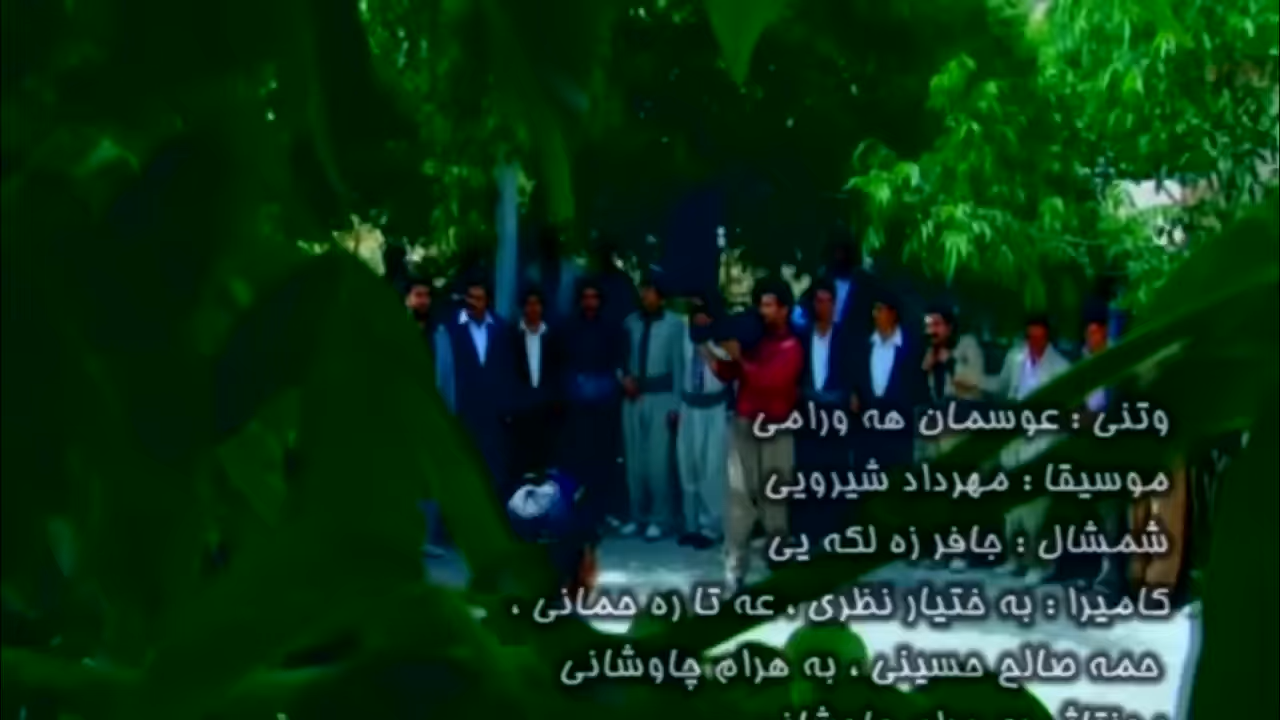 وتنی : عوسمان هه ورامی
موسیقا : مهرداد شیرویی
شمشال : جافر زه لکه یی
کامیرا : به ختیار نظری ، عه تا ره حمانی ،
حمه صالح حسینی ، به هرام چاوشانی